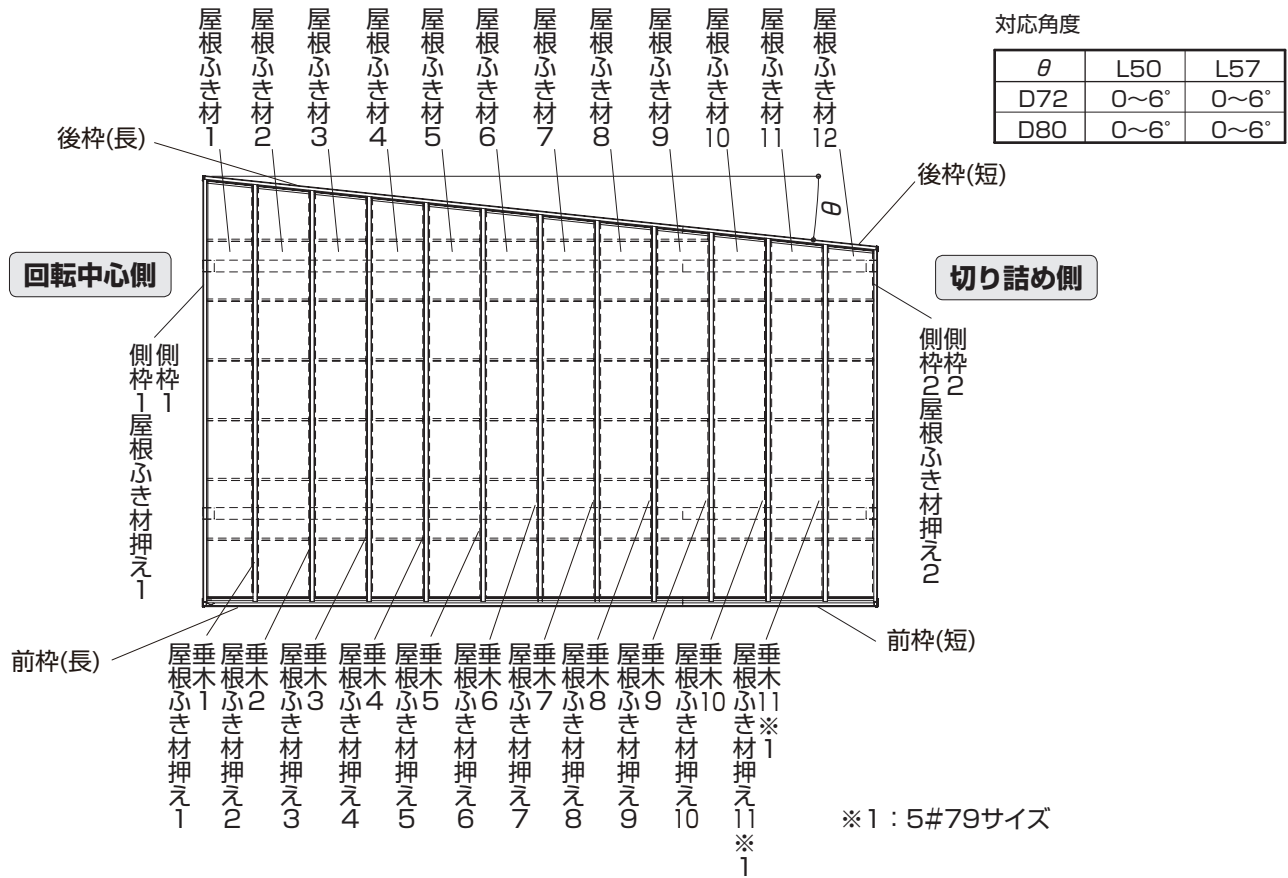 屋根ふき材1
屋根ふき材2
屋根ふき材3
屋根ふき材4
屋根ふき材5
屋根ふき材6
屋根ふき材7
屋根ふき材8
屋根ふき材9
屋根ふき材10
屋根ふき材11
屋根ふき材12
対応角度
θ L50 L57
D72 0〜6° 0〜6°
D80 0〜6° 0〜6°
後枠(長)
後枠(短)
θ
回転中心側
切り詰め側
側枠1
側枠1屋根ふき材押え1
側枠2
側枠2屋根ふき材押え2
前枠(長)
前枠(短)
垂木1
屋根ふき材押え1
垂木2
屋根ふき材押え2
垂木3
屋根ふき材押え3
垂木4
屋根ふき材押え4
垂木5
屋根ふき材押え5
垂木6
屋根ふき材押え6
垂木7
屋根ふき材押え7
垂木8
屋根ふき材押え8
垂木9
屋根ふき材押え9
垂木10
屋根ふき材押え10
垂木11※1
屋根ふき材押え11※1
※1：5#79サイズ